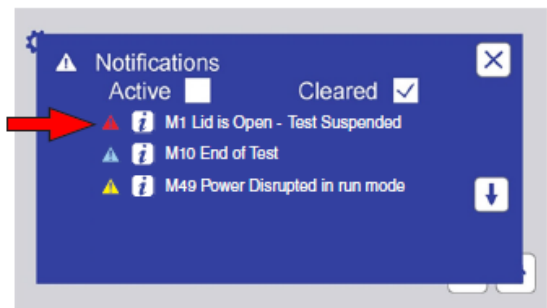 Notifications
Active Cleared
M1 Lid is Open - Test Suspended
M10 End of Test
M49 Power Disrupted in run mode